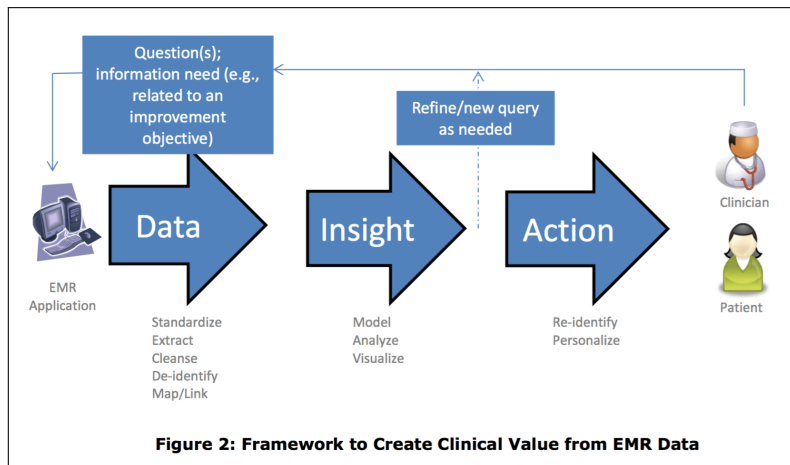 Question(s);
information need (e.g.,
related to an
improvement
objective)
Refine/new query
as needed
Clinician
Data
Insight
Action
EMR
Application
Patient
Standardize
Extract
Cleanse
De-identify
Map/Link
Model
Analyze
Visualize
Re-identify
Personalize
Figure 2: Framework to Create Clinical Value from EMR Data